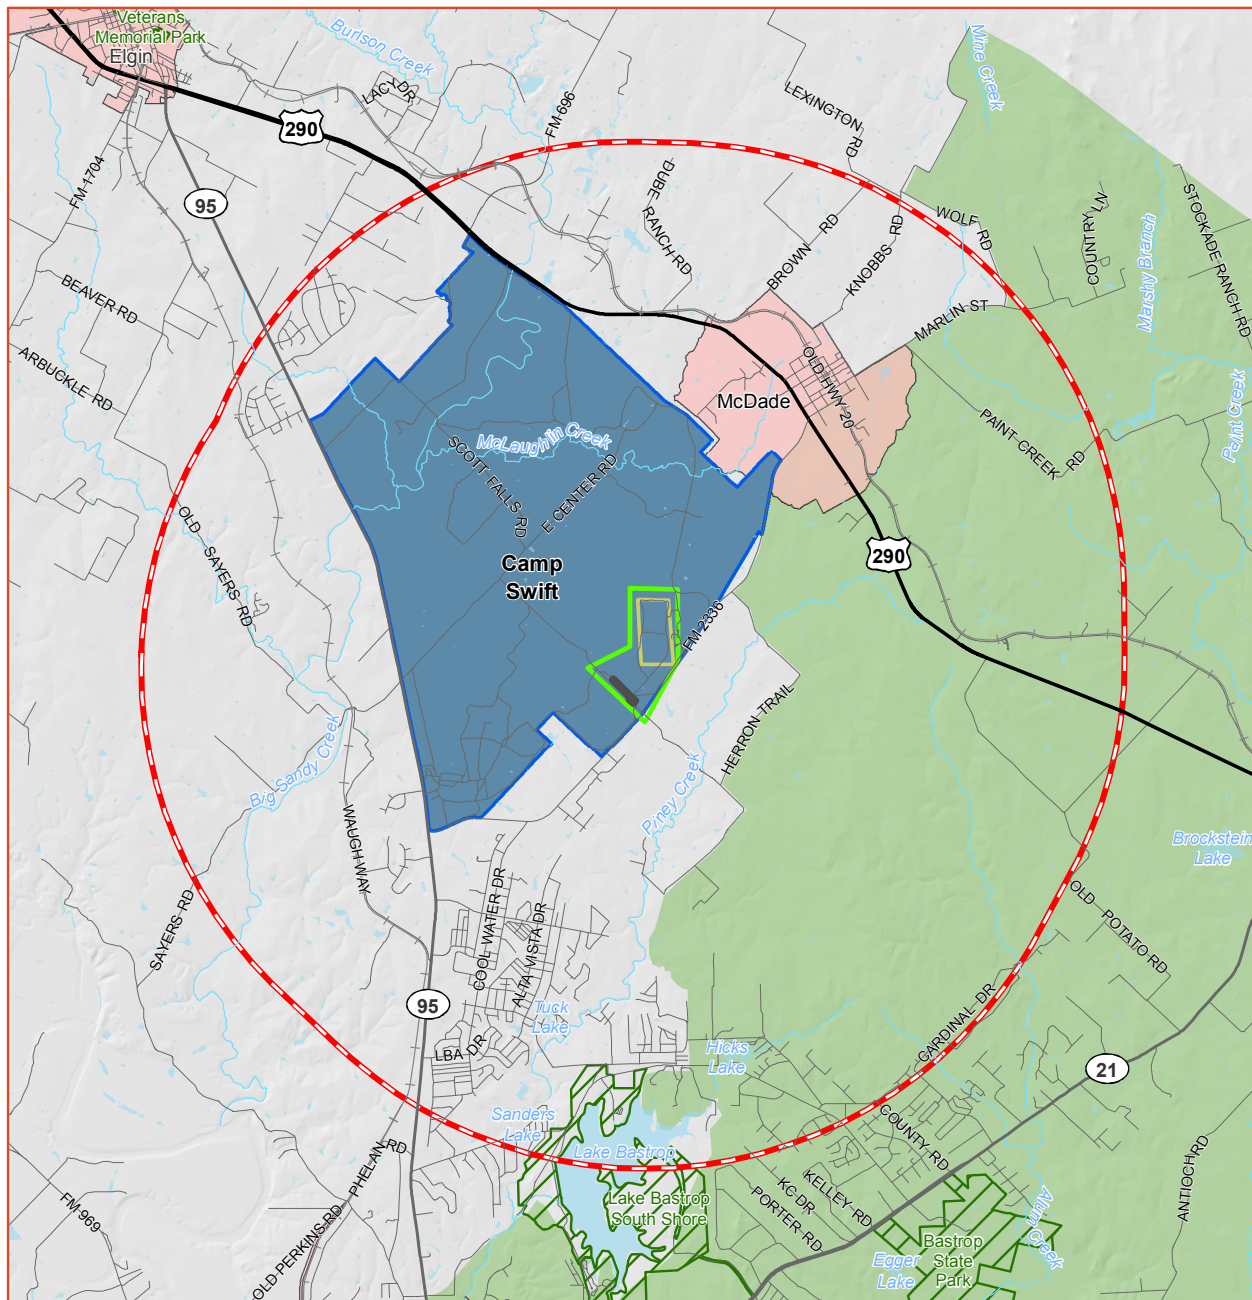 Veterans
Memorial Park
Elgin
Burlson Creek
LACY DR
290
FM 696
LEXINGTON
RD
Mine Creek
FM 1704
95
DUBE
RANCH RD
BROWN RD
KNOBBS RD
WOLF RD
COUNTRY LN
Marshy Branch
STOCKADE RANCH RD
BEAVER RD
ARBUCKLE RD
MARLIN ST
OLD HWY 20
McDade
McLaughlin Creek
SCOTT FALLS RD
E CENTER RD
PAINT CREEK RD
Paint Creek
OLD SAYERS RD
Camp
Swift
290
FM 2336
HERRON TRAIL
Big Sandy Creek
Piney Creek
WAUGH WAY
Brockstein
Lake
SAYERS RD
COOL WATER DR
ALTA VISTA DR
OLD POTATO RD
95
Tuck
Lake
LBA DR
Hicks
Lake
CARDINAL DR
21
Sanders
Lake
Lake Bastrop
COUNTY RD
PHELAN RD
KELLEY RD
KC DR
PORTER RD
Lake Bastrop
South Shore
ANTIOCH RD
FM 969
OLD PERKINS RD
Alum Creek
Egger
Lake
Bastrop
State
Park